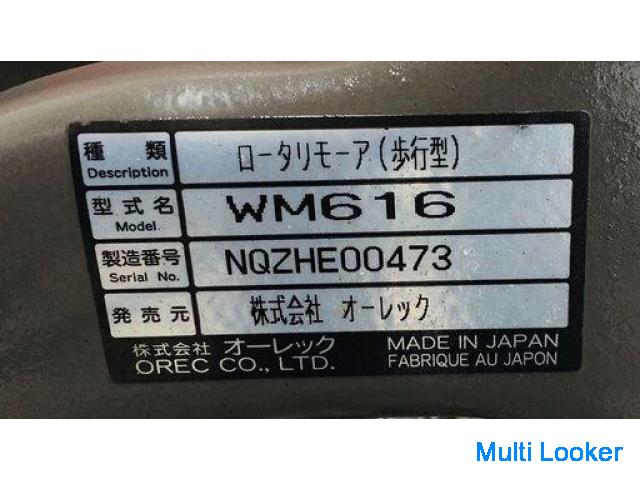 種類 ロータリモーア(歩行型)
Description
型式名 WM616
Model
製造番号 NQZHE00473
Serial No.
発売元 株式会社 オーレック
株式会社 オーレック MADE IN JAPAN
OREC CO., LTD. FABRIQUE AU JAPON
Multi Looker